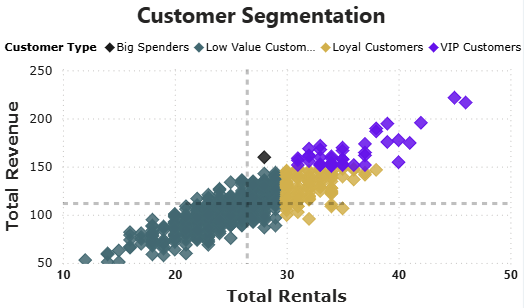 Customer Segmentation
Customer Type Big Spenders Low Value Custom... Loyal Customers VIP Customers
250
200
150
100
50
Total Revenue
10 20 30 40 50
Total Rentals